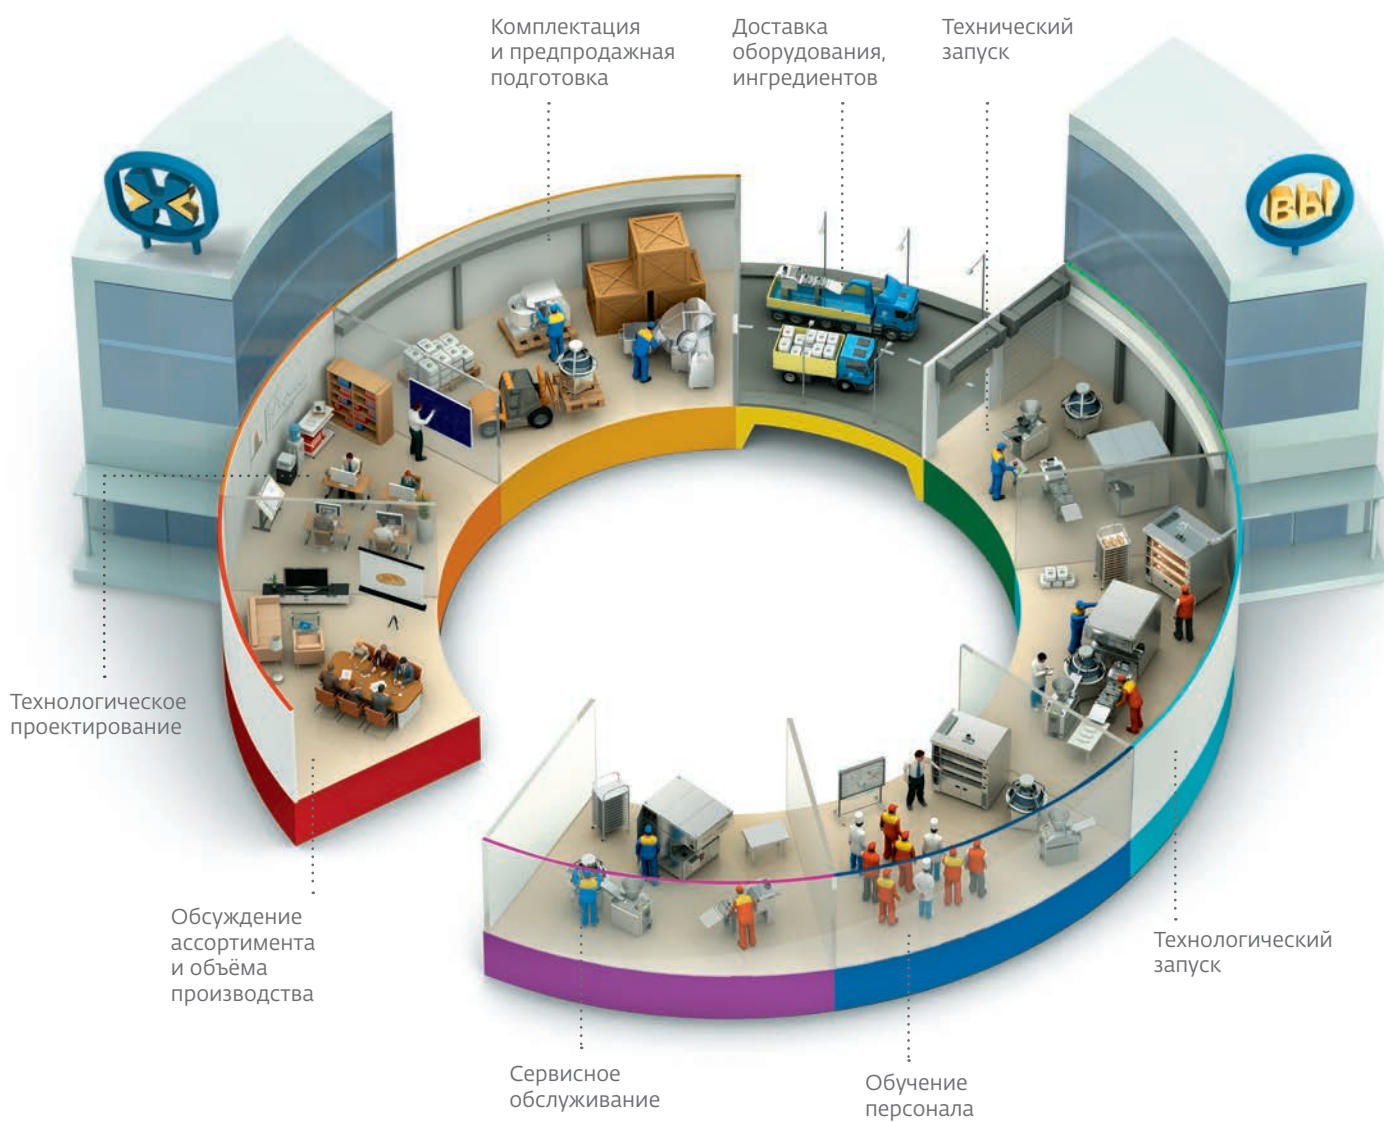 Комплектация
и предпродажная
подготовка
Доставка
оборудования,
ингредиентов
Технический
запуск
ВЫ
Технологическое
проектирование
Обсуждение
ассортимента
и объёма
производства
Технологический
запуск
Сервисное
обслуживание
Обучение
персонала